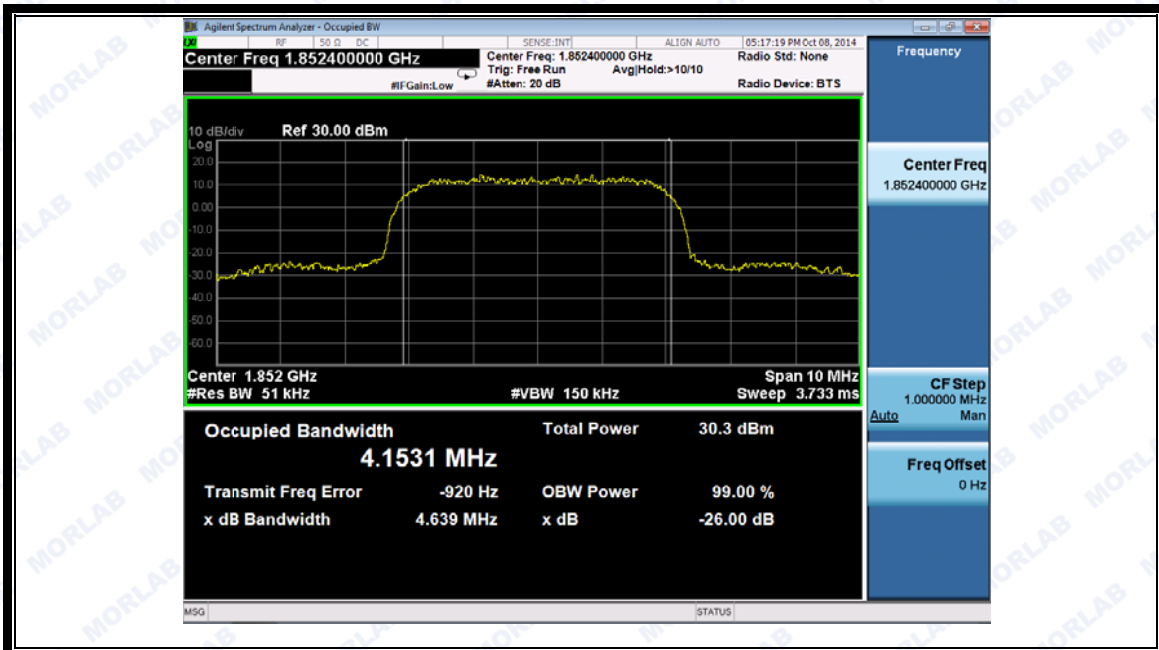 Agilent Spectrum Analyzer - Occupied BW
RF 50 Ω DC SENSE:INT ALIGN AUTO 05:17:19 PM Oct 08, 2014
Center Freq 1.852400000 GHz
Center Freq: 1.852400000 GHz Radio Std: None
Trig: Free Run Avg|Hold:>10/10
#IFGain:Low #Atten: 20 dB Radio Device: BTS
10 dB/div Ref 30.00 dBm
Log
20.0
10.0
0.00
-10.0
-20.0
-30.0
-40.0
-50.0
-60.0
Center 1.852 GHz Span 10 MHz
#Res BW 51 kHz #VBW 150 kHz Sweep 3.733 ms
Occupied Bandwidth Total Power 30.3 dBm
4.1531 MHz
Transmit Freq Error -920 Hz OBW Power 99.00 %
x dB Bandwidth 4.639 MHz x dB -26.00 dB
MSG STATUS
Frequency
Center Freq
1.852400000 GHz
CF Step
1.000000 MHz
Auto Man
Freq Offset
0 Hz
MORLAB